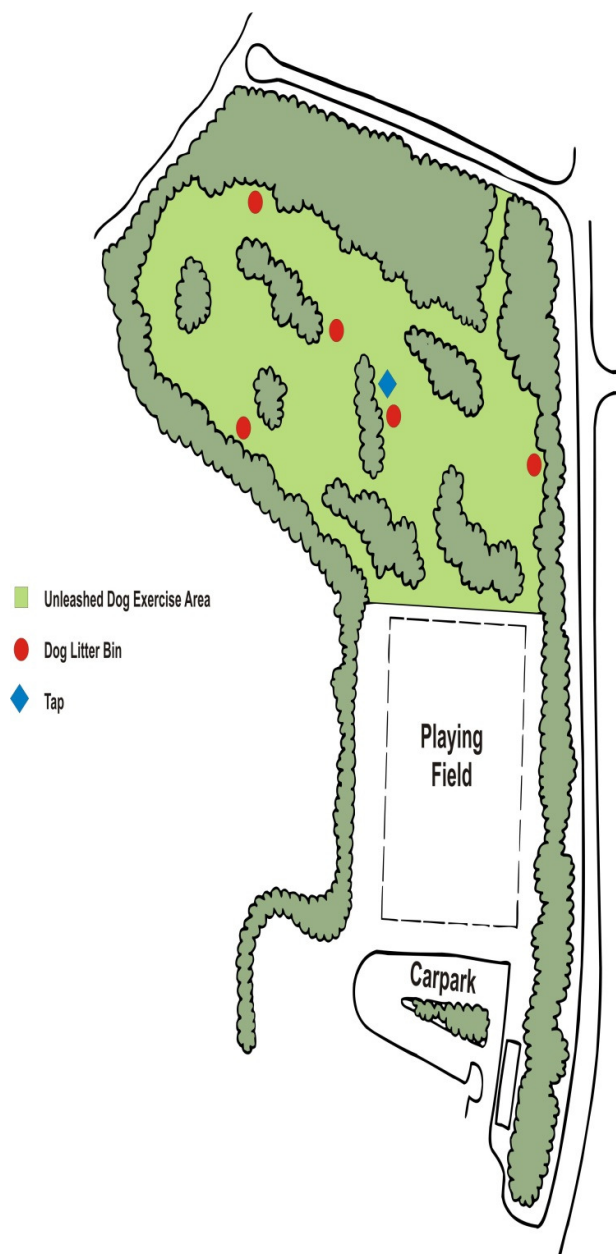 Unleashed Dog Exercise Area
Dog Litter Bin
Tap
Playing
Field
Carpark